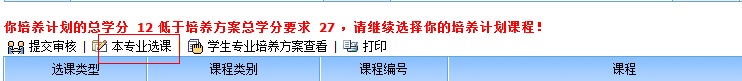 你培养计划的总学分 12 低于培养方案总学分要求 27 ，请继续选择你的培养计划课程！
提交审核 | 本专业选课 | 学生专业培养方案查看 | 打印
选课类型 课程类别 课程编号 课程